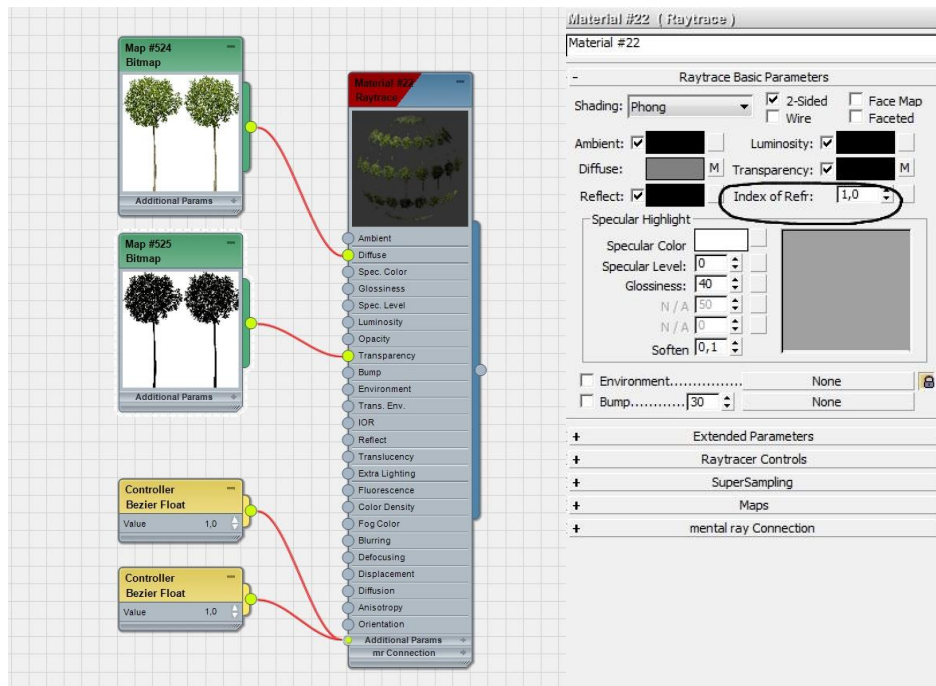 Map #524
Bitmap
Additional Params
Map #525
Bitmap
Additional Params
Controller
Bezier Float
Value 1,0
Controller
Bezier Float
Value 1,0
Material #22
Raytrace
Ambient
Diffuse
Spec. Color
Glossiness
Spec. Level
Luminosity
Opacity
Transparency
Bump
Environment
Trans. Env.
IOR
Reflect
Translucency
Extra Lighting
Fluorescence
Color Density
Fog Color
Blurring
Defocusing
Displacement
Diffusion
Anisotropy
Orientation
Additional Params
mr Connection
Material #22 ( Raytrace )
Material #22
- Raytrace Basic Parameters
Shading: Phong 2-Sided Face Map
Wire Faceted
Ambient: Luminosity:
Diffuse: M Transparency: M
Reflect: Index of Refr: 1,0
Specular Highlight
Specular Color
Specular Level: 0
Glossiness: 40
N / A 50
N / A 0
Soften 0,1
Environment................ None
Bump............ 30 None
+ Extended Parameters
+ Raytracer Controls
+ SuperSampling
+ Maps
+ mental ray Connection